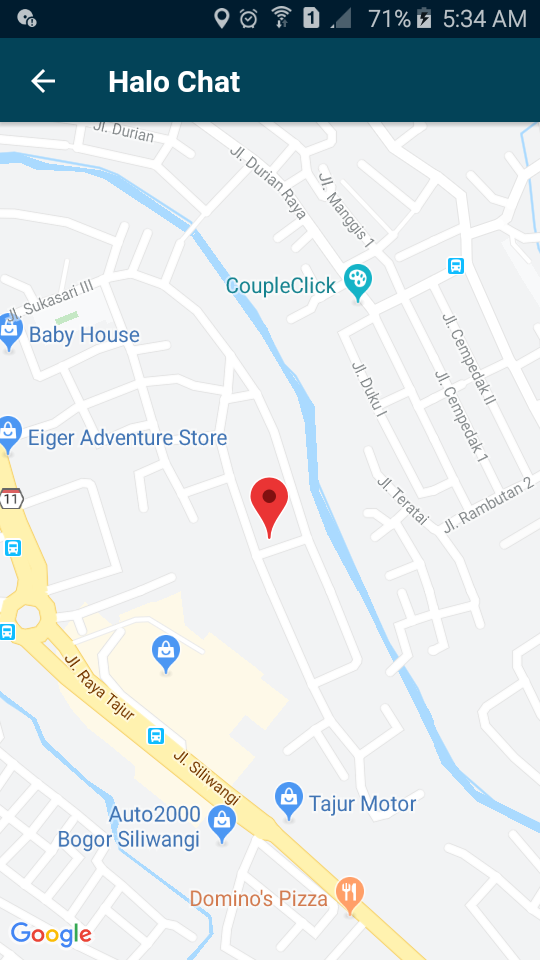 1 71% 5:34 AM
Halo Chat
Jl. Durian
Jl. Durian Raya
Jl. Manggis 1
CoupleClick
Jl. Sukasari III
Baby House
Jl. Cempedak II
Jl. Duku I
Jl. Cempedak 1
Eiger Adventure Store
11
Jl. Teratai
Jl. Rambutan 2
Jl. Raya Tajur
Jl. Siliwangi
Tajur Motor
Auto2000
Bogor Siliwangi
Domino's Pizza
Google